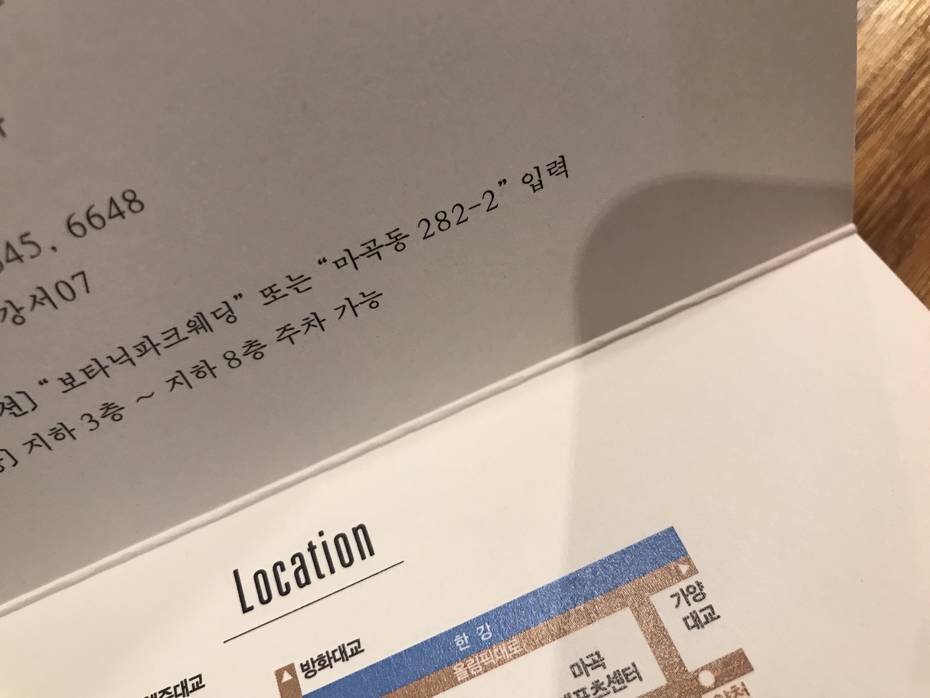 6648
강서07
“보타닉파크웨딩” 또는 “마곡동 282-2” 입력
지하 3층 ~ 지하 8층 주차 가능
Location
방화대교
한강
올림픽대로
가양
대교
마곡